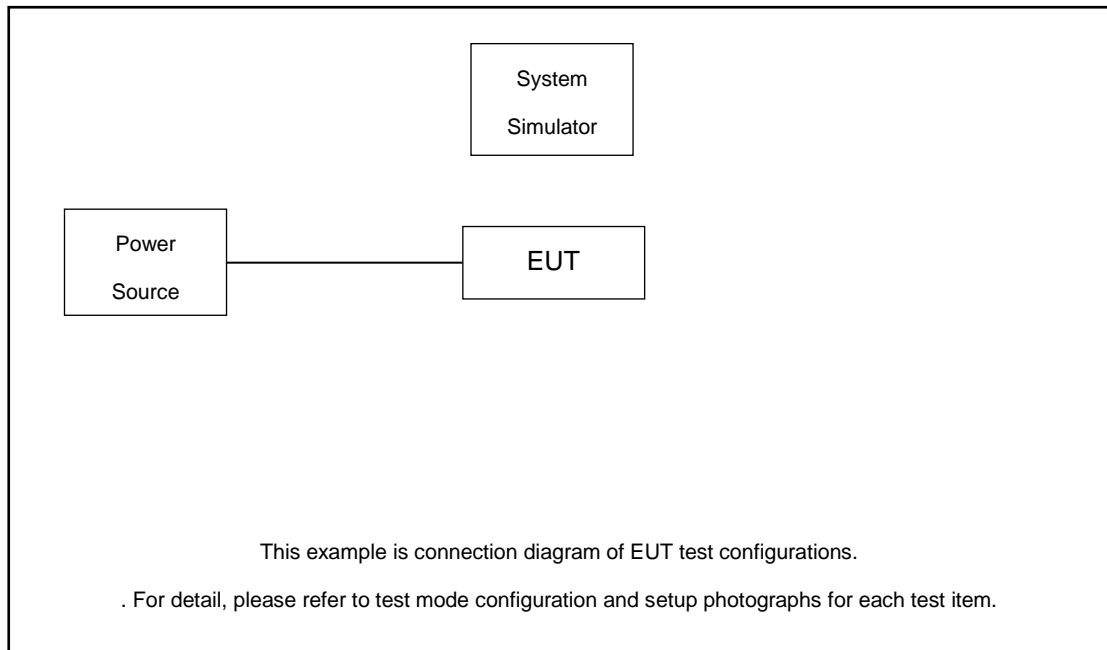 System
Simulator
Power
Source
EUT
This example is connection diagram of EUT test configurations.
. For detail, please refer to test mode configuration and setup photographs for each test item.